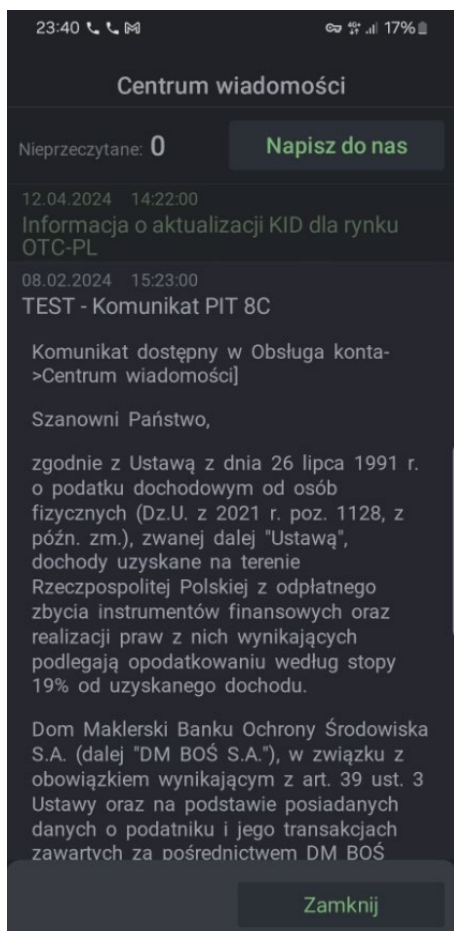 23:40 4G+ 17%
Centrum wiadomości
Nieprzeczytane: 0 Napisz do nas
12.04.2024 14:22:00
Informacja o aktualizacji KID dla rynku
OTC-PL
08.02.2024 15:23:00
TEST - Komunikat PIT 8C
Komunikat dostępny w Obsługa konta-
>Centrum wiadomości]
Szanowni Państwo,
zgodnie z Ustawą z dnia 26 lipca 1991 r.
o podatku dochodowym od osób
fizycznych (Dz.U. z 2021 r. poz. 1128, z
późn. zm.), zwanej dalej "Ustawą",
dochody uzyskane na terenie
Rzeczpospolitej Polskiej z odpłatnego
zbycia instrumentów finansowych oraz
realizacji praw z nich wynikających
podlegają opodatkowaniu według stopy
19% od uzyskanego dochodu.
Dom Maklerski Banku Ochrony Środowiska
S.A. (dalej "DM BOŚ S.A."), w związku z
obowiązkiem wynikającym z art. 39 ust. 3
Ustawy oraz na podstawie posiadanych
danych o podatniku i jego transakcjach
zawartych za pośrednictwem DM BOŚ
Zamknij